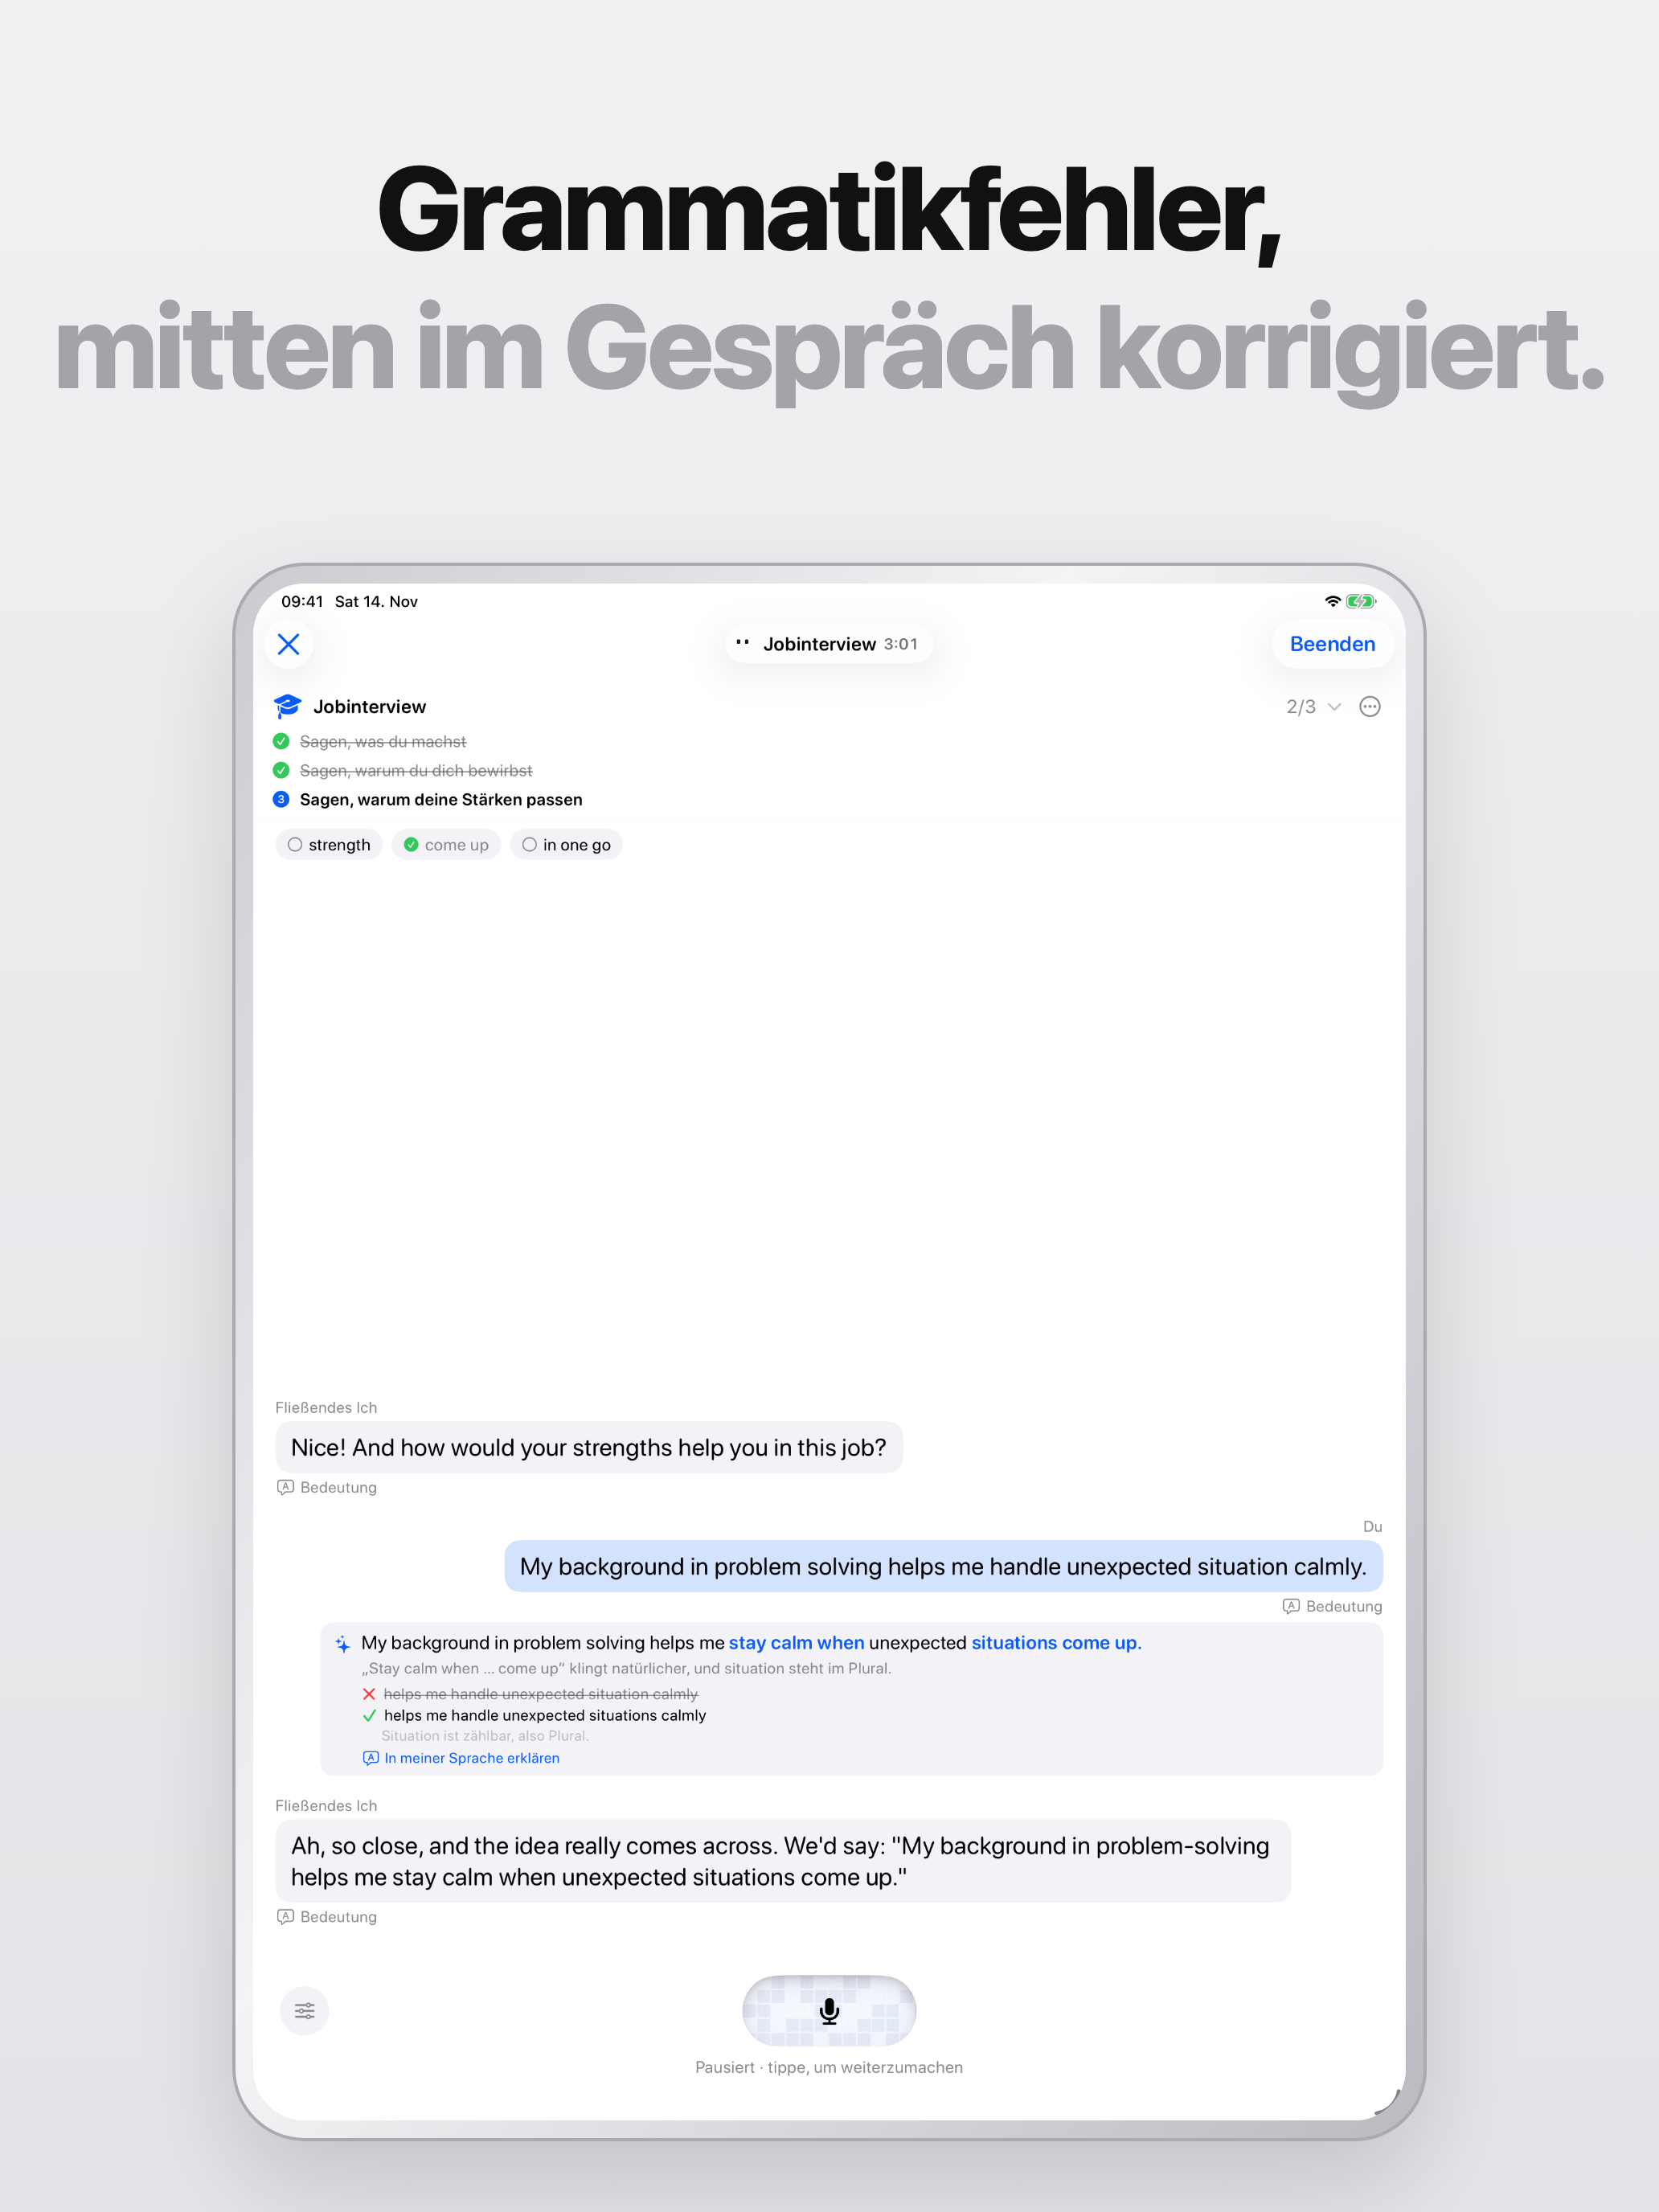 Grammatikfehler,
mitten im Gespräch korrigiert.
09:41 Sat 14. Nov
Jobinterview 3:01
Beenden
Jobinterview
2/3
Sagen, was du machst
Sagen, warum du dich bewirbst
3 Sagen, warum deine Stärken passen
strength come up in one go
Fließendes Ich
Nice! And how would your strengths help you in this job?
Bedeutung
Du
My background in problem solving helps me handle unexpected situation calmly.
Bedeutung
My background in problem solving helps me stay calm when unexpected situations come up.
„Stay calm when ... come up“ klingt natürlicher, und situation steht im Plural.
helps me handle unexpected situation calmly
helps me handle unexpected situations calmly
Situation ist zählbar, also Plural.
In meiner Sprache erklären
Fließendes Ich
Ah, so close, and the idea really comes across. We'd say: "My background in problem-solving
helps me stay calm when unexpected situations come up."
Bedeutung
Pausiert · tippe, um weiterzumachen